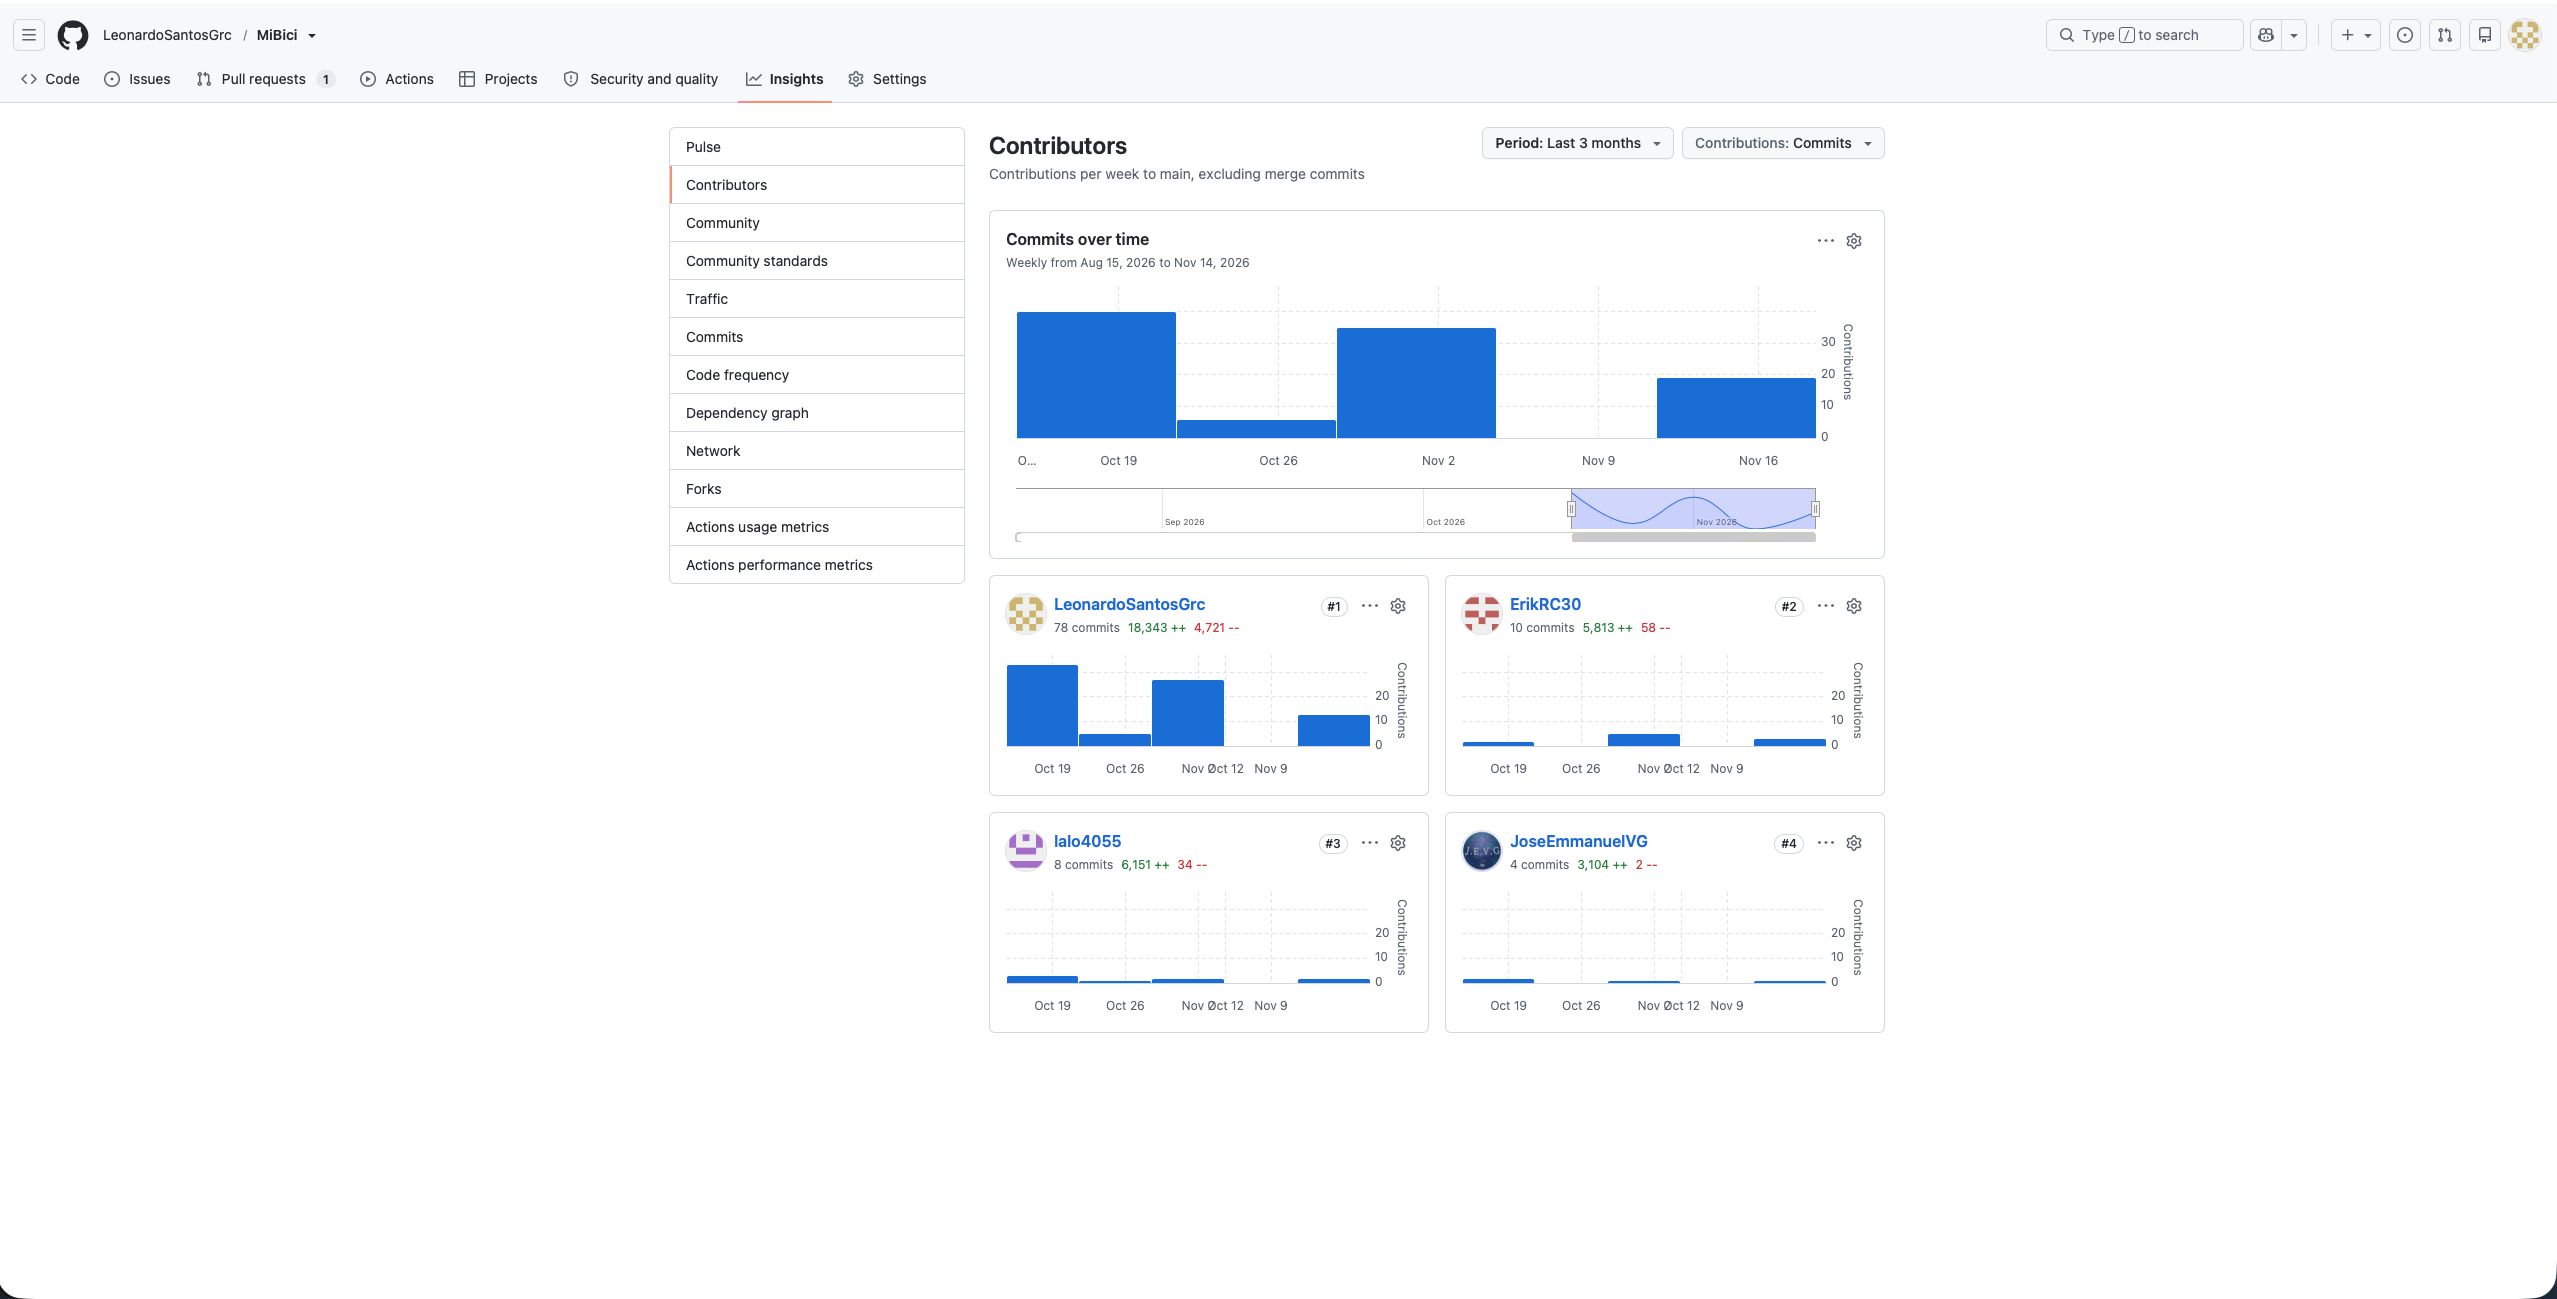 LeonardoSantosGrc / MiBici
Type / to search
Code Issues Pull requests 1 Actions Projects Security and quality Insights Settings
Pulse
Contributors
Community
Community standards
Traffic
Commits
Code frequency
Dependency graph
Network
Forks
Actions usage metrics
Actions performance metrics
Contributors
Period: Last 3 months
Contributions: Commits
Contributions per week to main, excluding merge commits
Commits over time
Weekly from Aug 15, 2026 to Nov 14, 2026
30
20
10
0
Contributions
O... Oct 19 Oct 26 Nov 2 Nov 9 Nov 16
Sep 2026 Oct 2026 Nov 2026
LeonardoSantosGrc #1
78 commits 18,343 ++ 4,721 --
20
10
0
Contributions
Oct 19 Oct 26 Nov 2 Oct 12 Nov 9
ErikRC30 #2
10 commits 5,813 ++ 58 --
20
10
0
Contributions
Oct 19 Oct 26 Nov 2 Oct 12 Nov 9
lalo4055 #3
8 commits 6,151 ++ 34 --
20
10
0
Contributions
Oct 19 Oct 26 Nov 2 Oct 12 Nov 9
J.E.V.G
JoseEmmanuelVG #4
4 commits 3,104 ++ 2 --
20
10
0
Contributions
Oct 19 Oct 26 Nov 2 Oct 12 Nov 9